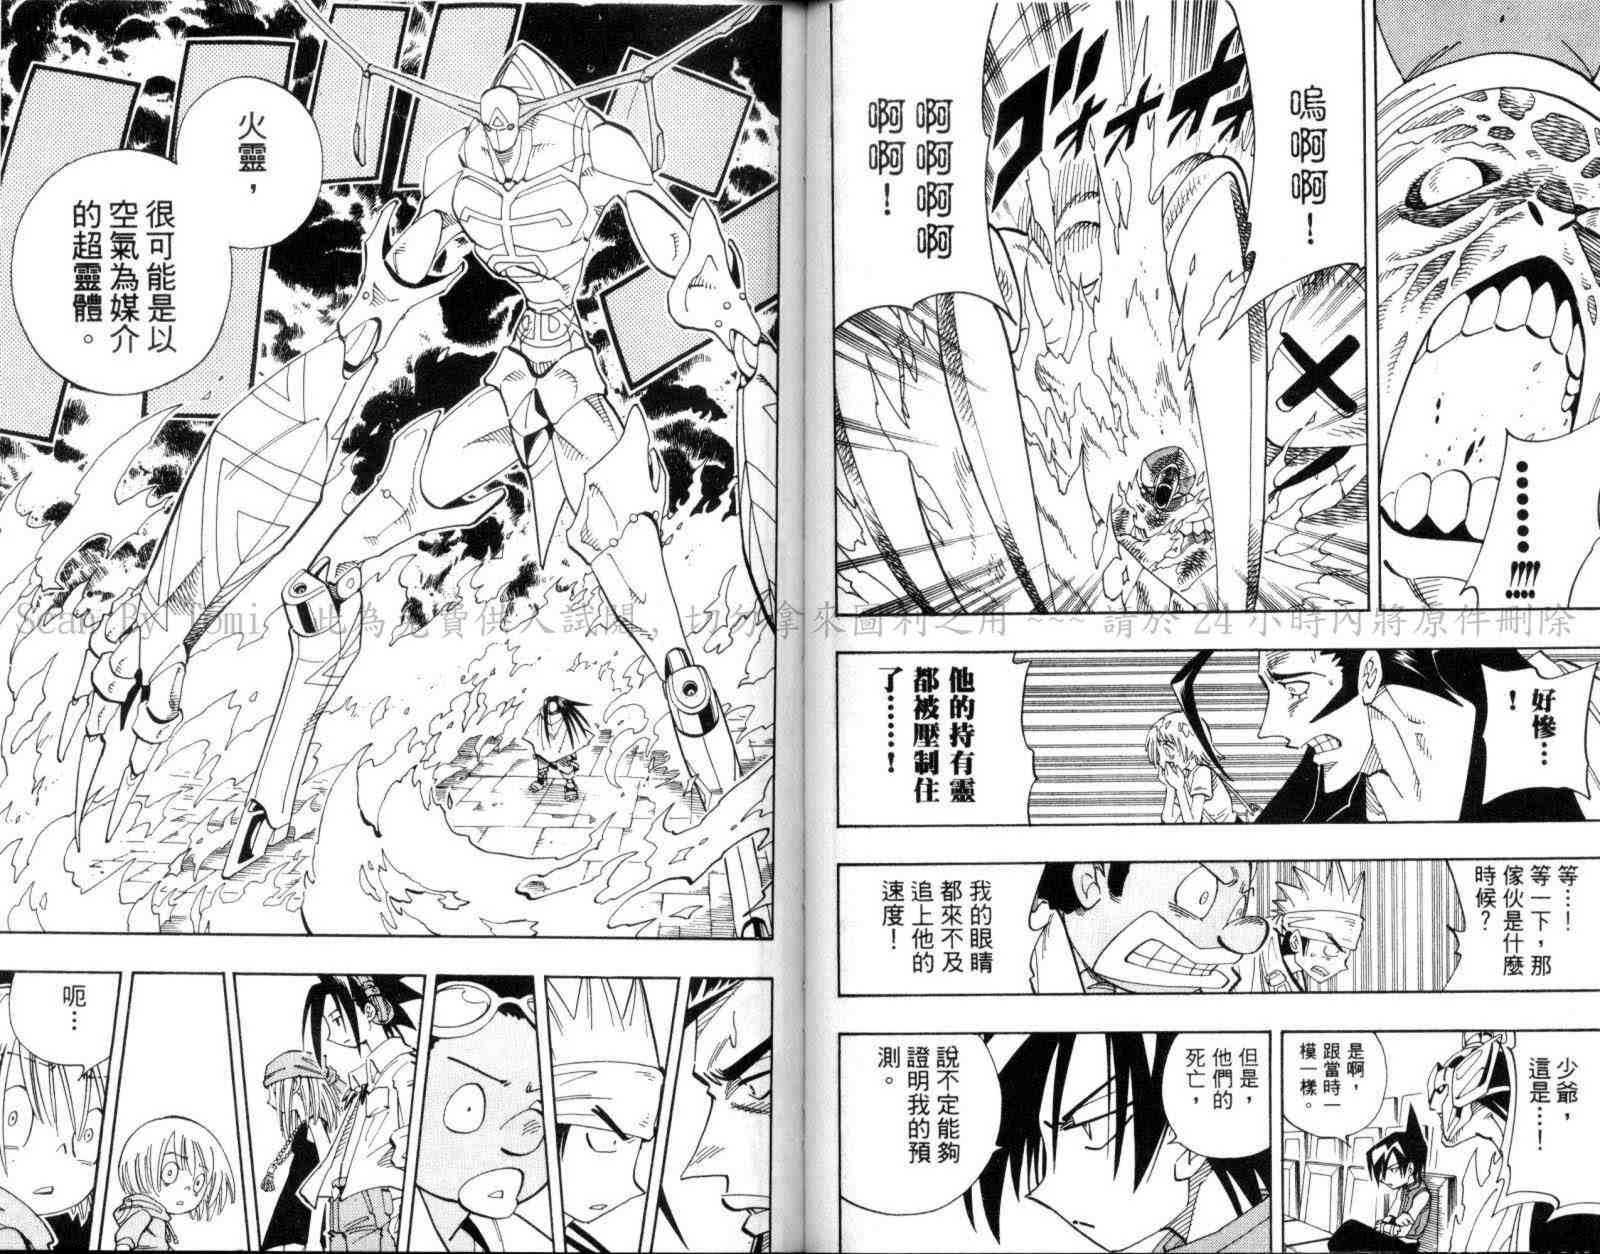 ……………!!!!!
嗚啊啊!
ズオオオオオ
啊啊啊啊
啊啊!
好慘…
!
他的持有靈
都被壓制住
了……!
等…!
等一下,那
傢伙是什麼
時候?
我的眼睛
都來不及
追上他的
速度!
少爺,
這是…!
是啊,
跟當時一
模一樣。
但是,
他們的
死亡,
說不定能夠
證明我的預
測。
火靈,
很可能是以
空氣為媒介
的超靈體。
呃…
Scan By Tomi 此為免費供人試閱, 切勿拿來圖利之用 ~~~ 請於 24 小時內將原件刪除